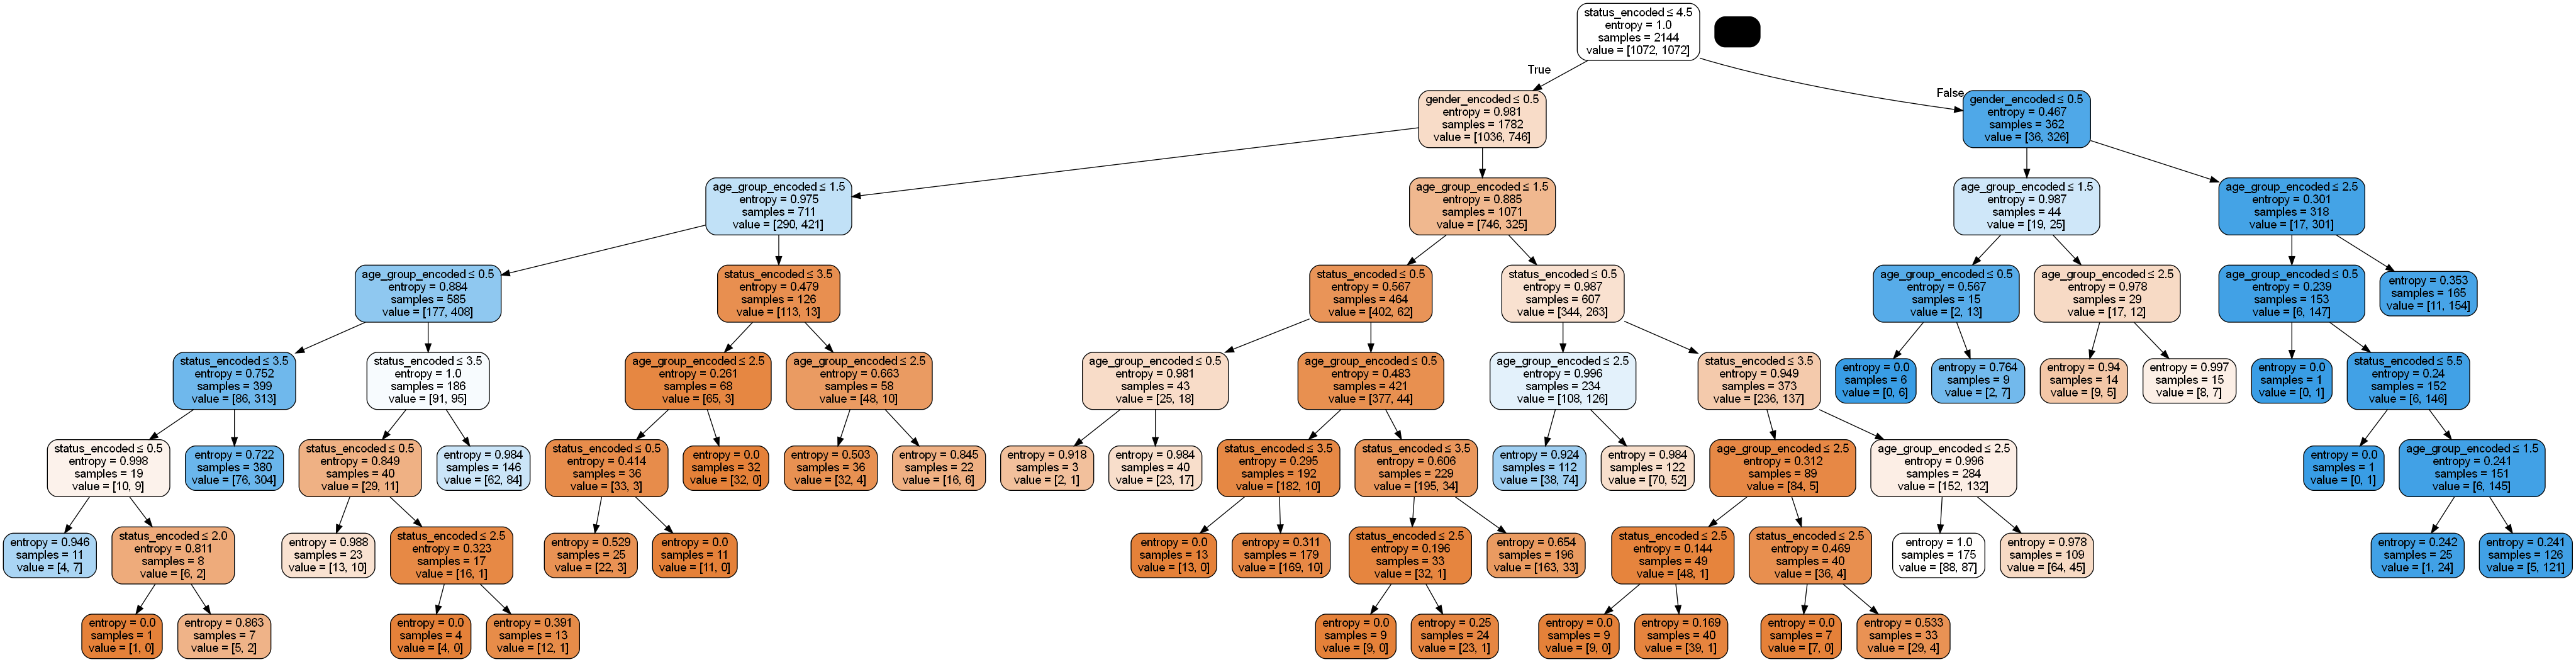 status_encoded ≤ 4.5
entropy = 1.0
samples = 2144
value = [1072, 1072]
True
False
gender_encoded ≤ 0.5
entropy = 0.981
samples = 1782
value = [1036, 746]
gender_encoded ≤ 0.5
entropy = 0.467
samples = 362
value = [36, 326]
age_group_encoded ≤ 1.5
entropy = 0.975
samples = 711
value = [290, 421]
age_group_encoded ≤ 1.5
entropy = 0.885
samples = 1071
value = [746, 325]
age_group_encoded ≤ 1.5
entropy = 0.987
samples = 44
value = [19, 25]
age_group_encoded ≤ 2.5
entropy = 0.301
samples = 318
value = [17, 301]
age_group_encoded ≤ 0.5
entropy = 0.884
samples = 585
value = [177, 408]
status_encoded ≤ 3.5
entropy = 0.479
samples = 126
value = [113, 13]
status_encoded ≤ 0.5
entropy = 0.567
samples = 464
value = [402, 62]
status_encoded ≤ 0.5
entropy = 0.987
samples = 607
value = [344, 263]
age_group_encoded ≤ 0.5
entropy = 0.567
samples = 15
value = [2, 13]
age_group_encoded ≤ 2.5
entropy = 0.978
samples = 29
value = [17, 12]
age_group_encoded ≤ 0.5
entropy = 0.239
samples = 153
value = [6, 147]
entropy = 0.353
samples = 165
value = [11, 154]
status_encoded ≤ 3.5
entropy = 0.752
samples = 399
value = [86, 313]
status_encoded ≤ 3.5
entropy = 1.0
samples = 186
value = [91, 95]
age_group_encoded ≤ 2.5
entropy = 0.261
samples = 68
value = [65, 3]
age_group_encoded ≤ 2.5
entropy = 0.663
samples = 58
value = [48, 10]
age_group_encoded ≤ 0.5
entropy = 0.981
samples = 43
value = [25, 18]
age_group_encoded ≤ 0.5
entropy = 0.483
samples = 421
value = [377, 44]
age_group_encoded ≤ 2.5
entropy = 0.996
samples = 234
value = [108, 126]
status_encoded ≤ 3.5
entropy = 0.949
samples = 373
value = [236, 137]
entropy = 0.0
samples = 6
value = [0, 6]
entropy = 0.764
samples = 9
value = [2, 7]
entropy = 0.94
samples = 14
value = [9, 5]
entropy = 0.997
samples = 15
value = [8, 7]
entropy = 0.0
samples = 1
value = [0, 1]
status_encoded ≤ 5.5
entropy = 0.24
samples = 152
value = [6, 146]
status_encoded ≤ 0.5
entropy = 0.998
samples = 19
value = [10, 9]
entropy = 0.722
samples = 380
value = [76, 304]
status_encoded ≤ 0.5
entropy = 0.849
samples = 40
value = [29, 11]
entropy = 0.984
samples = 146
value = [62, 84]
status_encoded ≤ 0.5
entropy = 0.414
samples = 36
value = [33, 3]
entropy = 0.0
samples = 32
value = [32, 0]
entropy = 0.503
samples = 36
value = [32, 4]
entropy = 0.845
samples = 22
value = [16, 6]
entropy = 0.918
samples = 3
value = [2, 1]
entropy = 0.984
samples = 40
value = [23, 17]
status_encoded ≤ 3.5
entropy = 0.295
samples = 192
value = [182, 10]
status_encoded ≤ 3.5
entropy = 0.606
samples = 229
value = [195, 34]
entropy = 0.924
samples = 112
value = [38, 74]
entropy = 0.984
samples = 122
value = [70, 52]
age_group_encoded ≤ 2.5
entropy = 0.312
samples = 89
value = [84, 5]
age_group_encoded ≤ 2.5
entropy = 0.996
samples = 284
value = [152, 132]
entropy = 0.0
samples = 1
value = [0, 1]
age_group_encoded ≤ 1.5
entropy = 0.241
samples = 151
value = [6, 145]
entropy = 0.946
samples = 11
value = [4, 7]
status_encoded ≤ 2.0
entropy = 0.811
samples = 8
value = [6, 2]
entropy = 0.988
samples = 23
value = [13, 10]
status_encoded ≤ 2.5
entropy = 0.323
samples = 17
value = [16, 1]
entropy = 0.529
samples = 25
value = [22, 3]
entropy = 0.0
samples = 11
value = [11, 0]
entropy = 0.0
samples = 13
value = [13, 0]
entropy = 0.311
samples = 179
value = [169, 10]
status_encoded ≤ 2.5
entropy = 0.196
samples = 33
value = [32, 1]
entropy = 0.654
samples = 196
value = [163, 33]
status_encoded ≤ 2.5
entropy = 0.144
samples = 49
value = [48, 1]
status_encoded ≤ 2.5
entropy = 0.469
samples = 40
value = [36, 4]
entropy = 1.0
samples = 175
value = [88, 87]
entropy = 0.978
samples = 109
value = [64, 45]
entropy = 0.242
samples = 25
value = [1, 24]
entropy = 0.241
samples = 126
value = [5, 121]
entropy = 0.0
samples = 1
value = [1, 0]
entropy = 0.863
samples = 7
value = [5, 2]
entropy = 0.0
samples = 4
value = [4, 0]
entropy = 0.391
samples = 13
value = [12, 1]
entropy = 0.0
samples = 9
value = [9, 0]
entropy = 0.25
samples = 24
value = [23, 1]
entropy = 0.0
samples = 9
value = [9, 0]
entropy = 0.169
samples = 40
value = [39, 1]
entropy = 0.0
samples = 7
value = [7, 0]
entropy = 0.533
samples = 33
value = [29, 4]